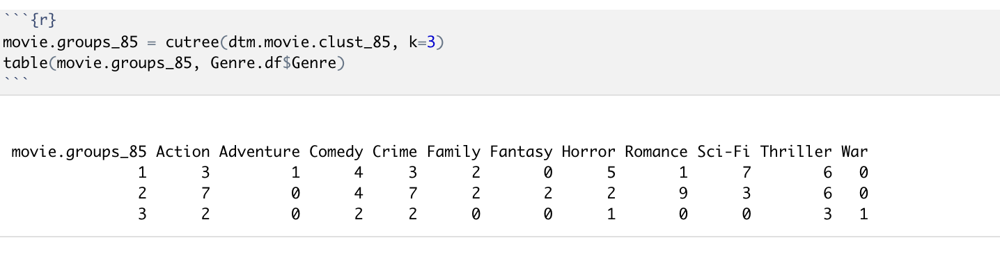 ```{r}
movie.groups_85 = cutree(dtm.movie.clust_85, k=3)
table(movie.groups_85, Genre.df$Genre)
```
movie.groups_85 Action Adventure Comedy Crime Family Fantasy Horror Romance Sci-Fi Thriller War
1 3 1 4 3 2 0 5 1 7 6 0
2 7 0 4 7 2 2 2 9 3 6 0
3 2 0 2 2 0 0 1 0 0 3 1